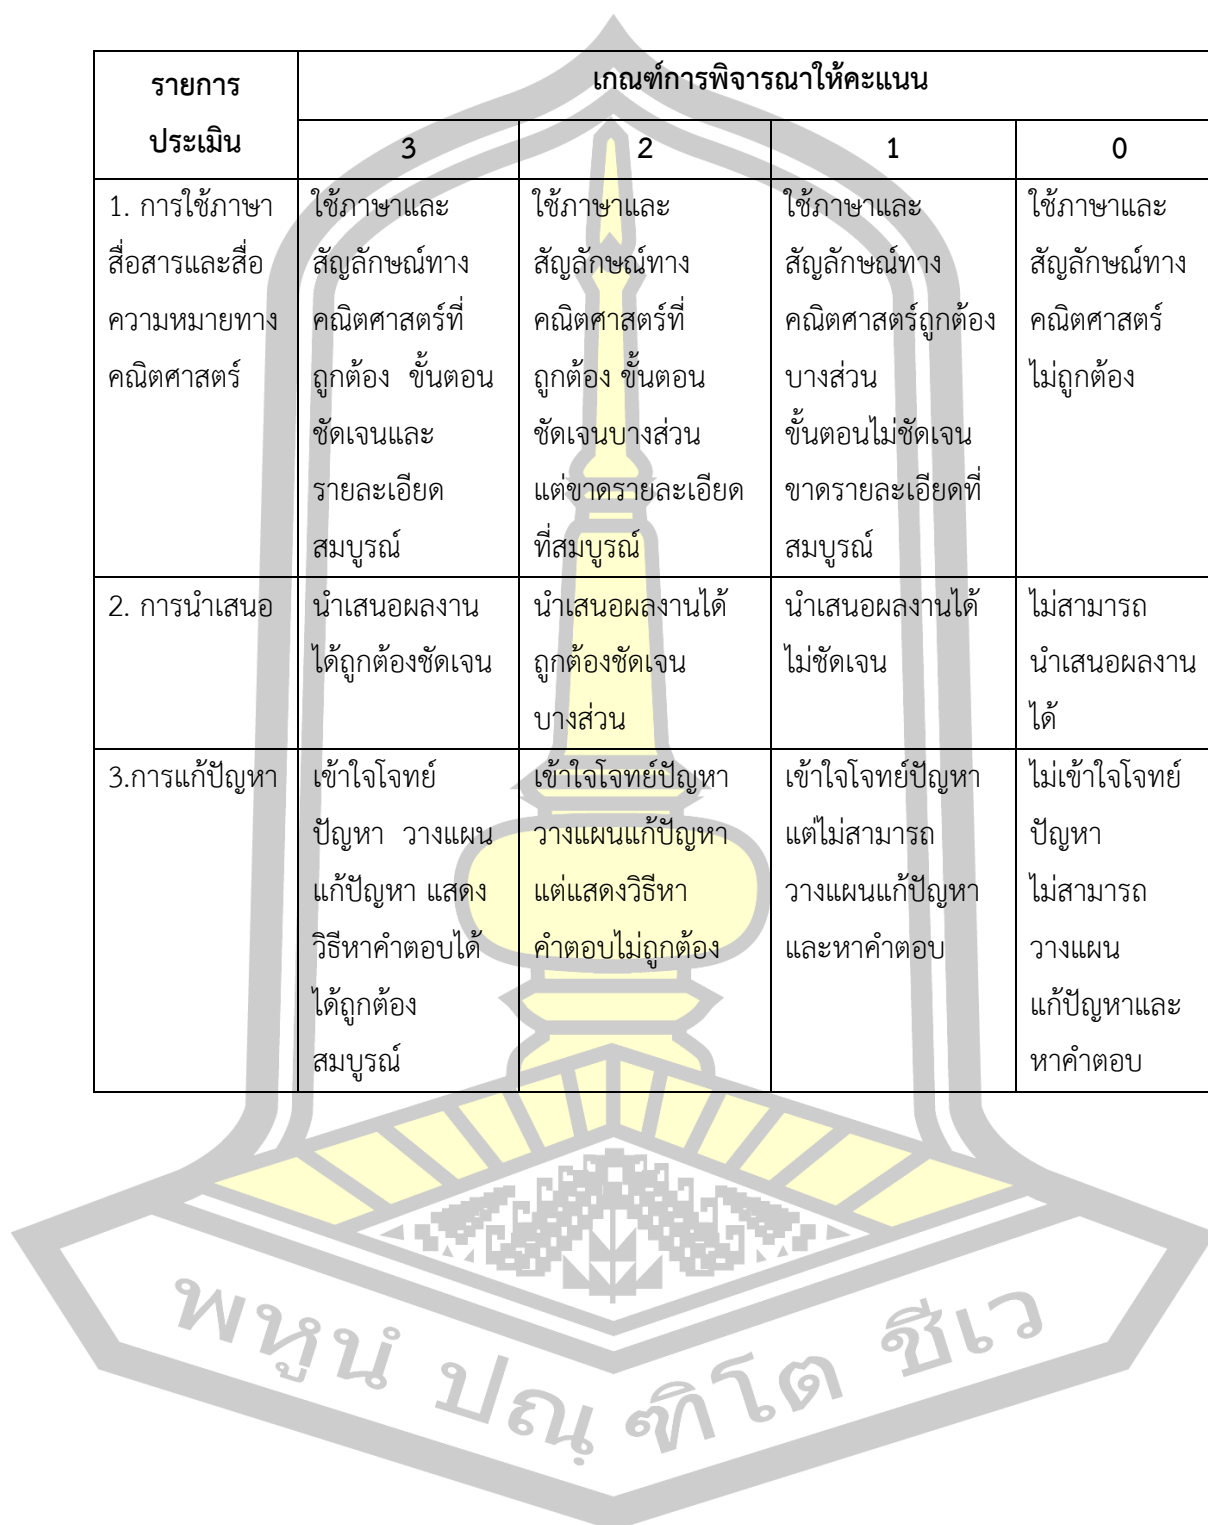 รายการ
ประเมิน
เกณฑ์การพิจารณาให้คะแนน
3
2
1
0
1. การใช้ภาษา
สื่อสารและสื่อ
ความหมายทาง
คณิตศาสตร์
ใช้ภาษาและ
สัญลักษณ์ทาง
คณิตศาสตร์ที่
ถูกต้อง ขั้นตอน
ชัดเจนและ
รายละเอียด
สมบูรณ์
ใช้ภาษาและ
สัญลักษณ์ทาง
คณิตศาสตร์ที่
ถูกต้อง ขั้นตอน
ชัดเจนบางส่วน
แต่ขาดรายละเอียด
ที่สมบูรณ์
ใช้ภาษาและ
สัญลักษณ์ทาง
คณิตศาสตร์ถูกต้อง
บางส่วน
ขั้นตอนไม่ชัดเจน
ขาดรายละเอียดที่
สมบูรณ์
ใช้ภาษาและ
สัญลักษณ์ทาง
คณิตศาสตร์
ไม่ถูกต้อง
2. การนำเสนอ
นำเสนอผลงาน
ได้ถูกต้องชัดเจน
นำเสนอผลงานได้
ถูกต้องชัดเจน
บางส่วน
นำเสนอผลงานได้
ไม่ชัดเจน
ไม่สามารถ
นำเสนอผลงาน
ได้
3.การแก้ปัญหา
เข้าใจโจทย์
ปัญหา วางแผน
แก้ปัญหา แสดง
วิธีหาคำตอบได้
ได้ถูกต้อง
สมบูรณ์
เข้าใจโจทย์ปัญหา
วางแผนแก้ปัญหา
แต่แสดงวิธีหา
คำตอบไม่ถูกต้อง
เข้าใจโจทย์ปัญหา
แต่ไม่สามารถ
วางแผนแก้ปัญหา
และหาคำตอบ
ไม่เข้าใจโจทย์
ปัญหา
ไม่สามารถ
วางแผน
แก้ปัญหาและ
หาคำตอบ
พหูนํ ปณฺฑิโต ชีเว